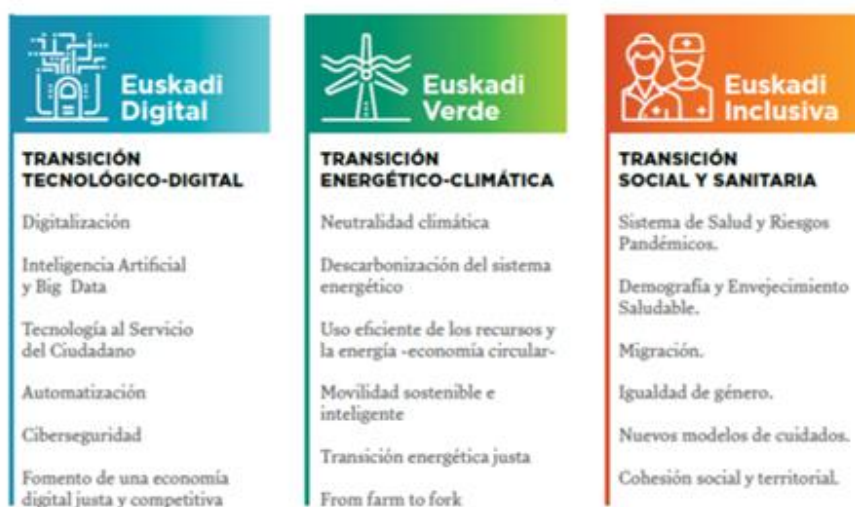 Euskadi
Digital
TRANSICIÓN
TECNOLÓGICO-DIGITAL
Digitalización
Inteligencia Artificial
y Big Data
Tecnología al Servicio
del Ciudadano
Automatización
Ciberseguridad
Fomento de una economía
digital justa y competitiva
Euskadi
Verde
TRANSICIÓN
ENERGÉTICO-CLIMÁTICA
Neutralidad climática
Descarbonización del sistema
energético
Uso eficiente de los recursos y
la energía -economía circular-
Movilidad sostenible e
inteligente
Transición energética justa
From farm to fork
Euskadi
Inclusiva
TRANSICIÓN
SOCIAL Y SANITARIA
Sistema de Salud y Riesgos
Pandémicos.
Demografía y Envejecimiento
Saludable.
Migración.
Igualdad de género.
Nuevos modelos de cuidados.
Cohesión social y territorial.